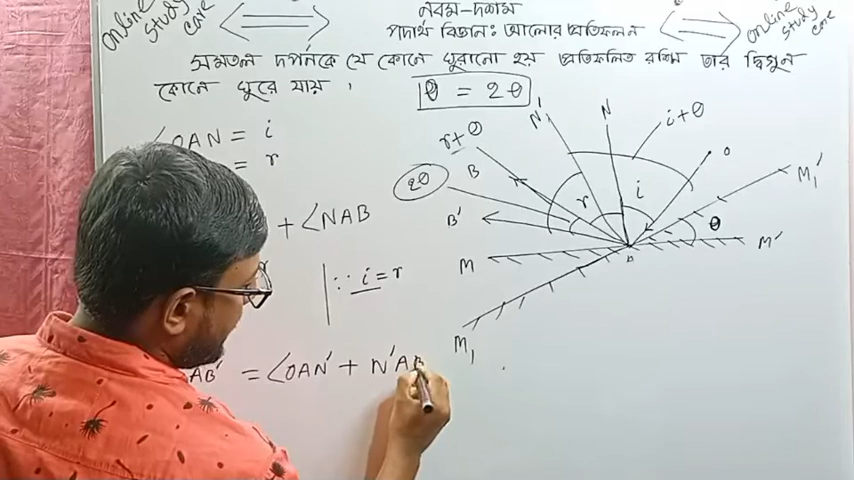 online study care
নবম-দশম
online study care
পদার্থ বিজ্ঞান: আলোর প্রতিফলন
সমতল দর্পনকে যে কোনে ঘুরানো হয় প্রতিফলিত রশ্মি তার দ্বিগুন
কোনে ঘুরে যায় ।
θ = 2θ
∠OAN = i
= r
+ ∠NAB
∵ i = r
AB' = ∠OAN' + N'AB
N'
N
i+θ
r+θ
O
2θ
B
r
i
M₁'
B'
θ
M
M'
A
M₁